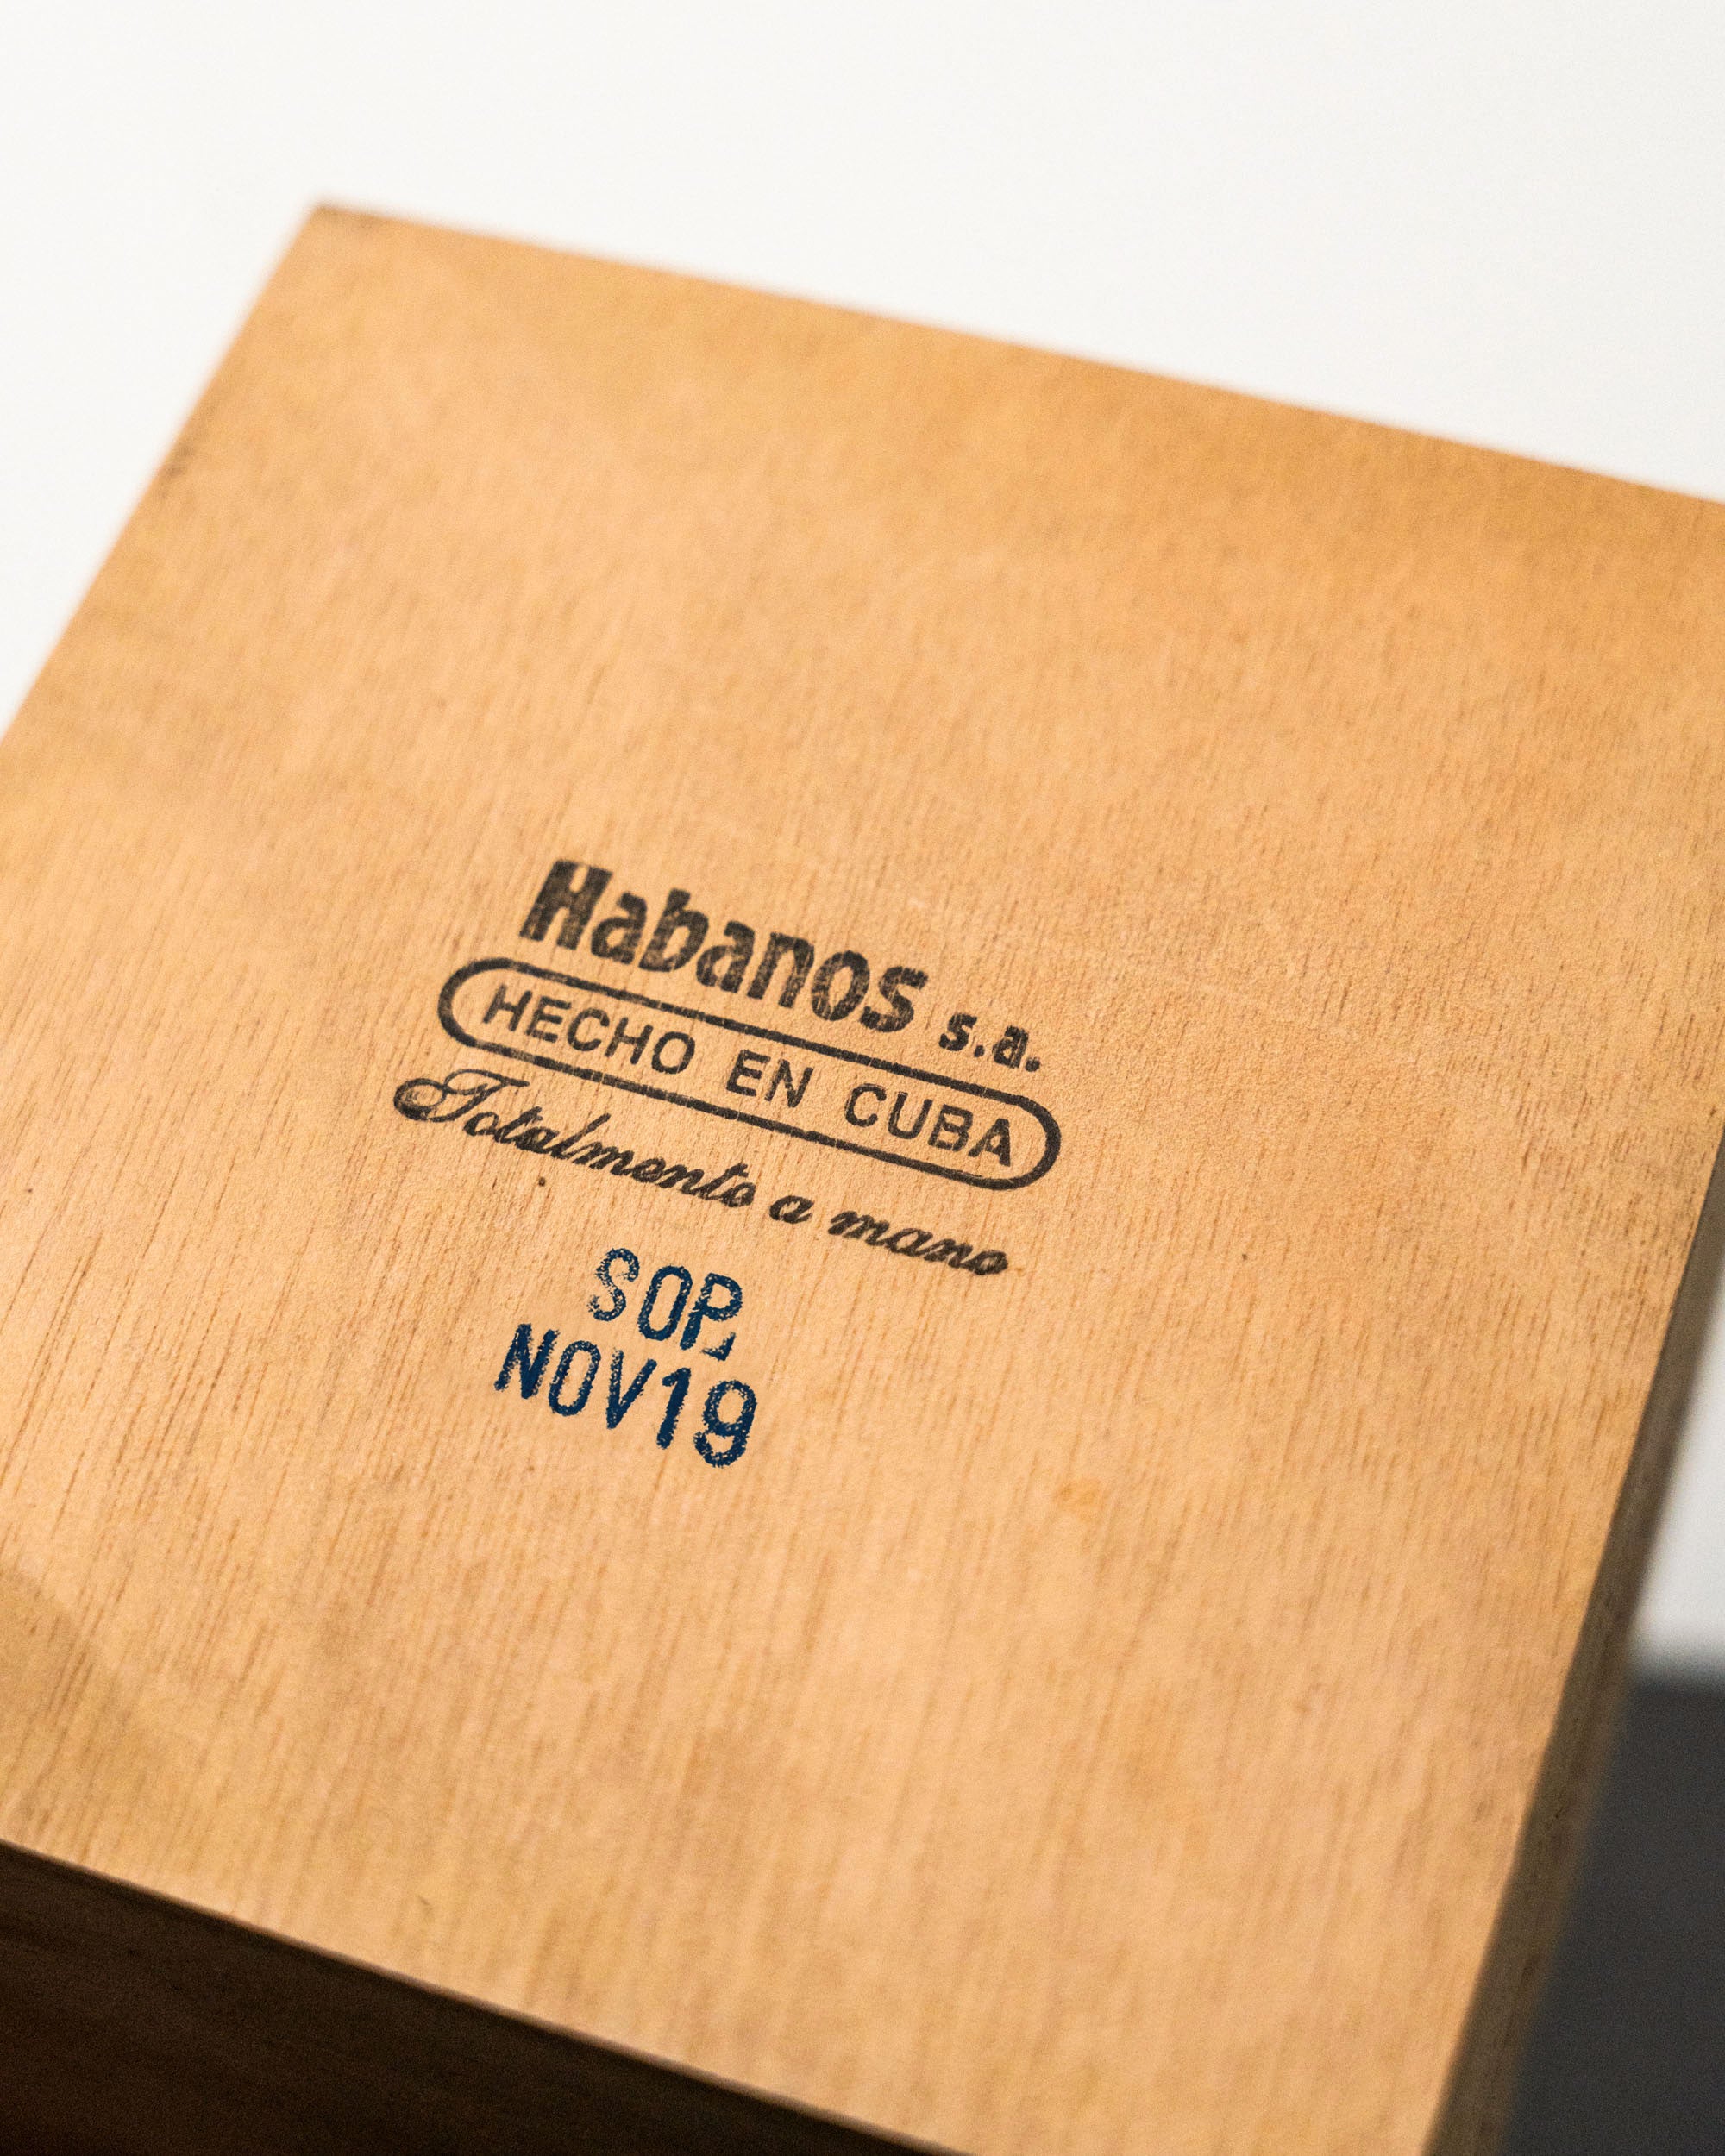 Habanos s.a.
HECHO EN CUBA
Totalmente a mano
SOP
NOV19